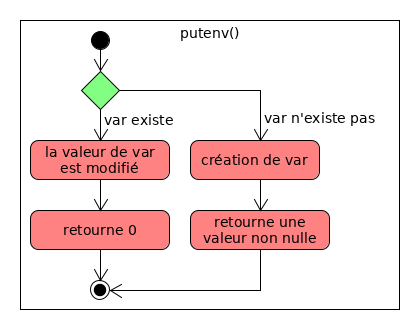 putenv()
var existe
var n'existe pas
la valeur de var
est modifié
création de var
retourne 0
retourne une
valeur non nulle